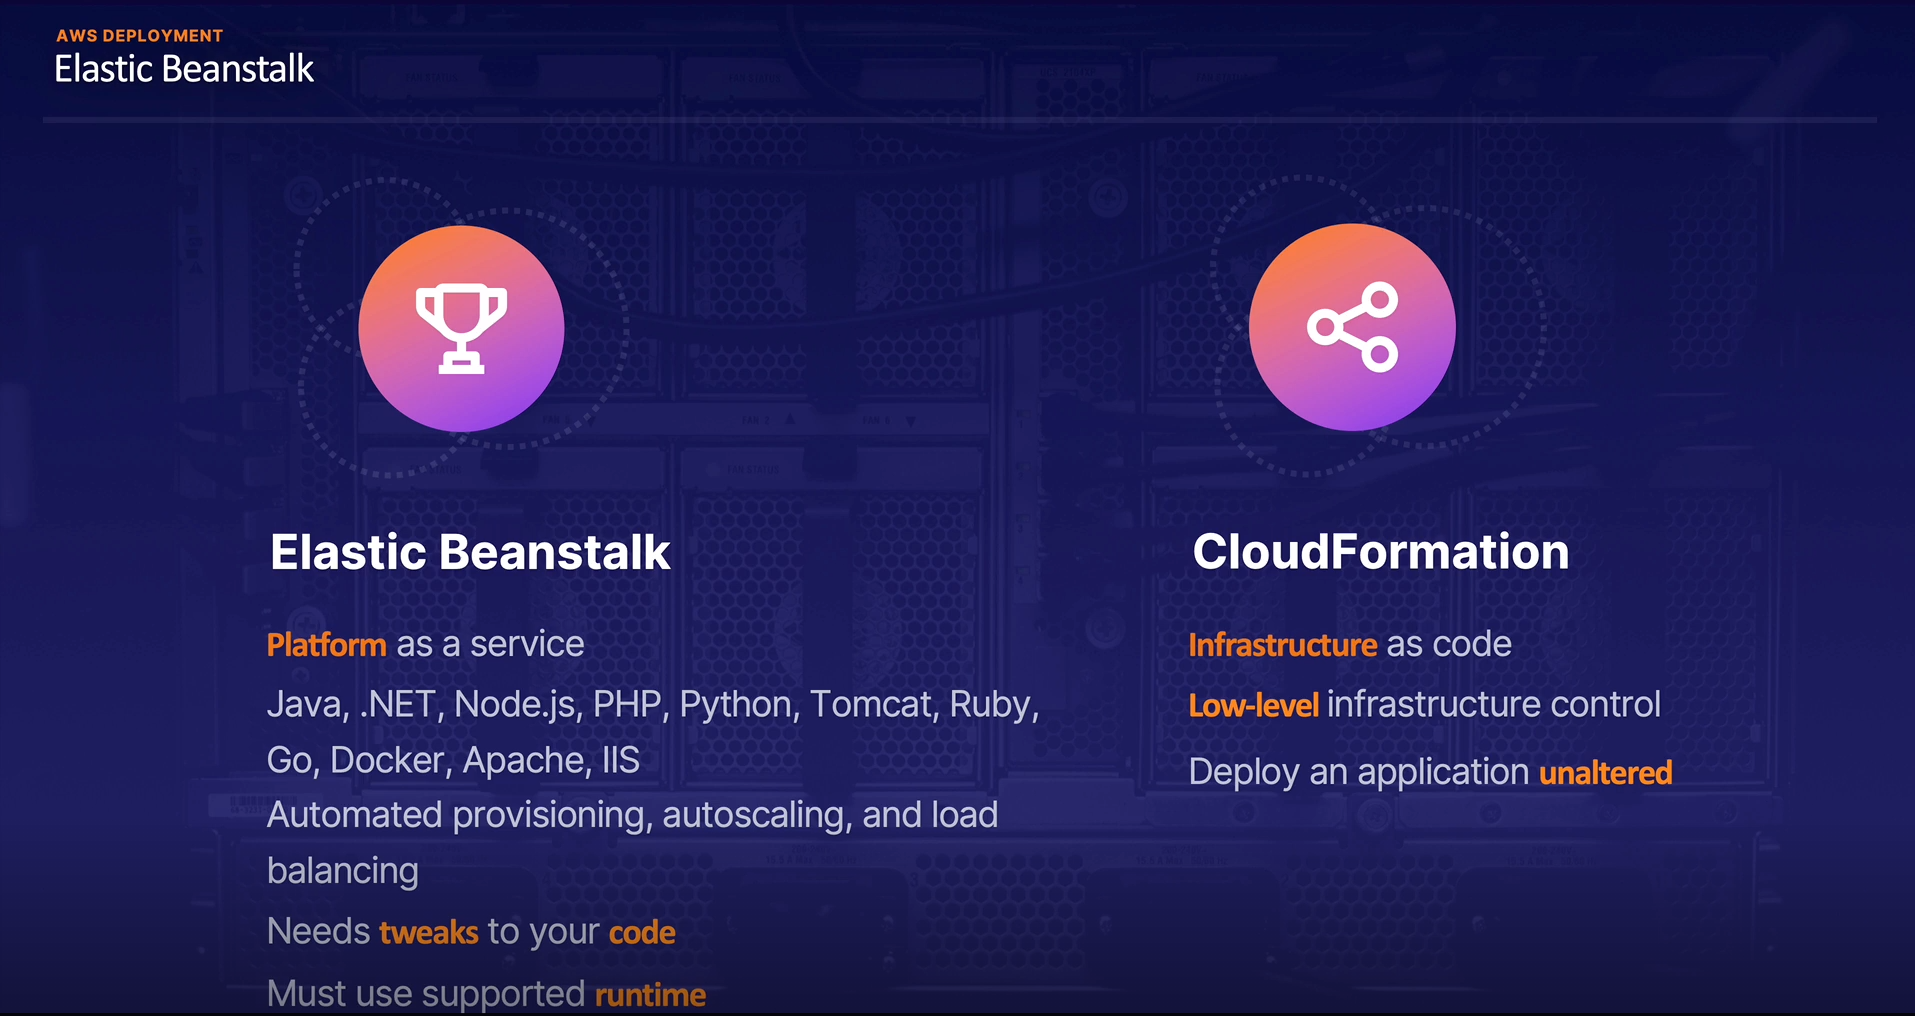 AWS DEPLOYMENT
Elastic Beanstalk
Elastic Beanstalk
Platform as a service
Java, .NET, Node.js, PHP, Python, Tomcat, Ruby,
Go, Docker, Apache, IIS
Automated provisioning, autoscaling, and load
balancing
Needs tweaks to your code
Must use supported runtime
CloudFormation
Infrastructure as code
Low-level infrastructure control
Deploy an application unaltered